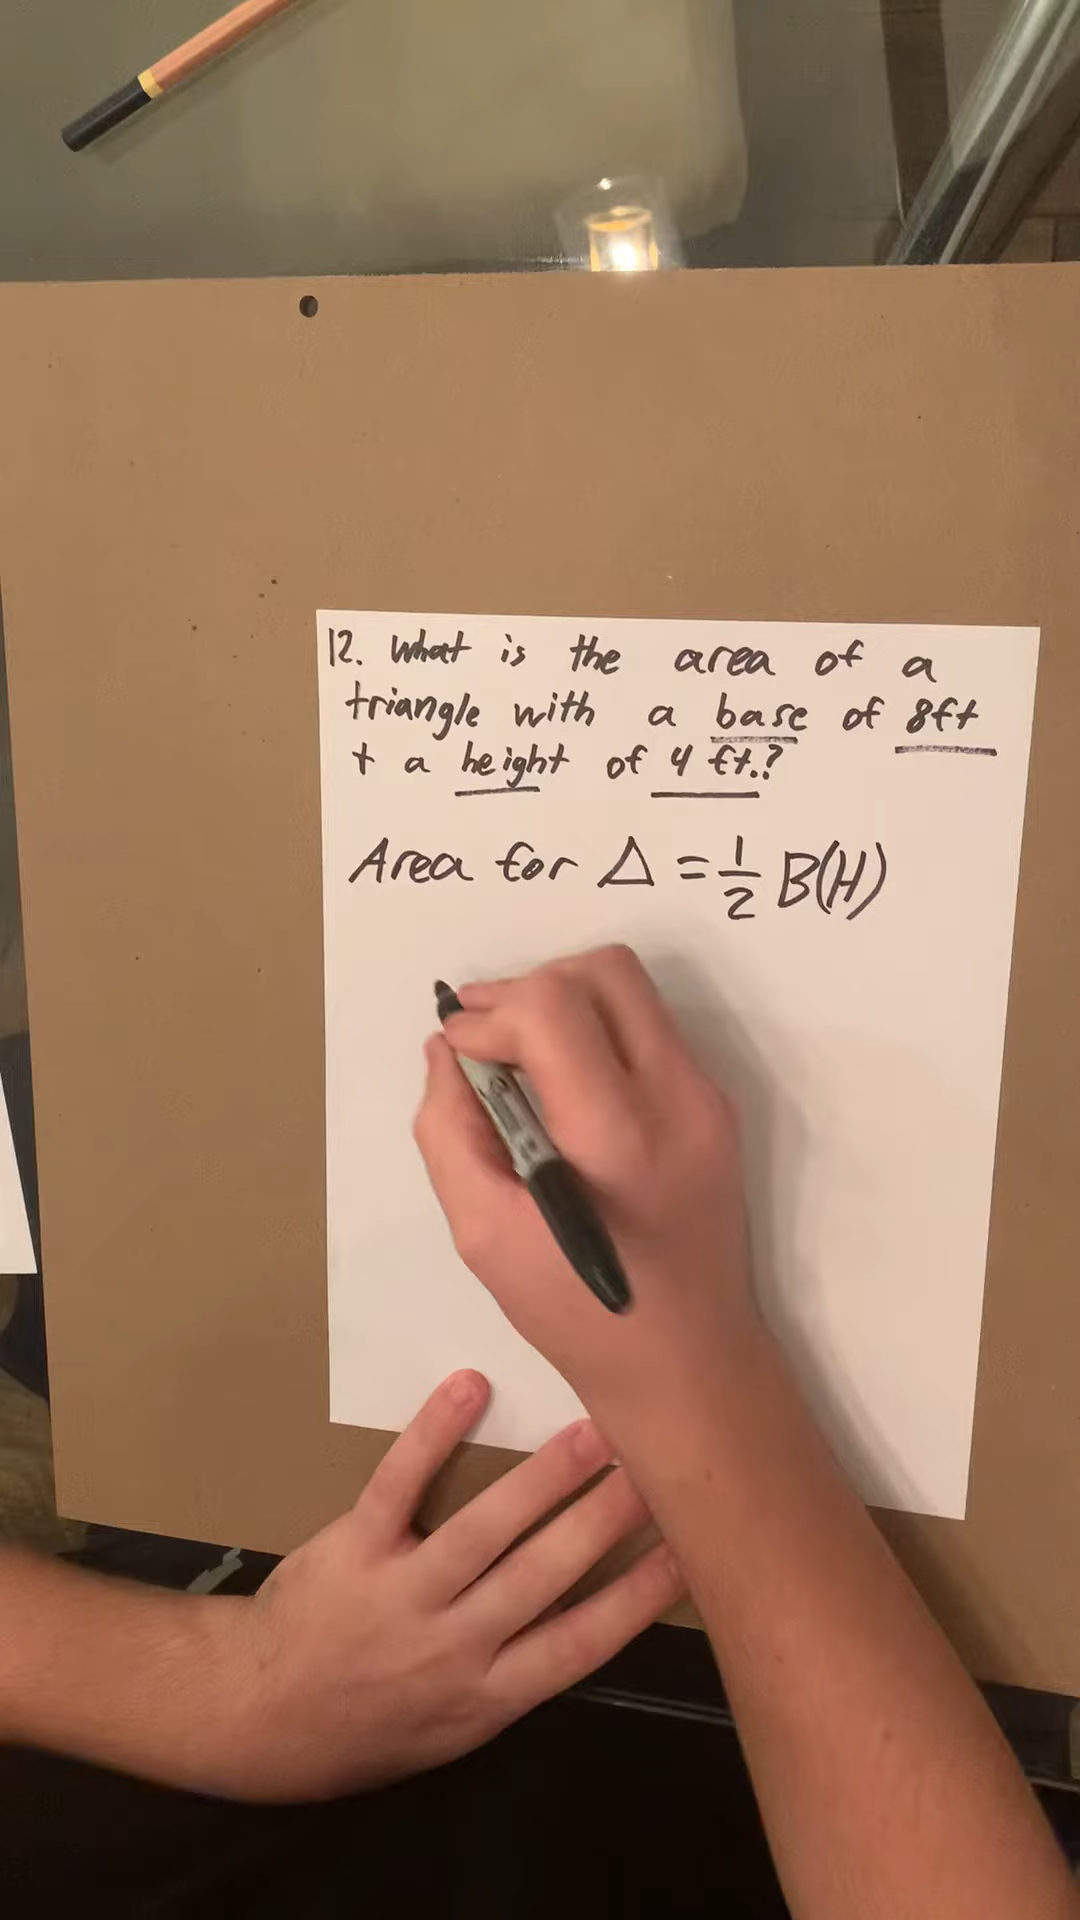 12. What is the area of a
triangle with a base of 8ft
+ a height of 4 ft.?
Area for △ = 1/2 B(H)